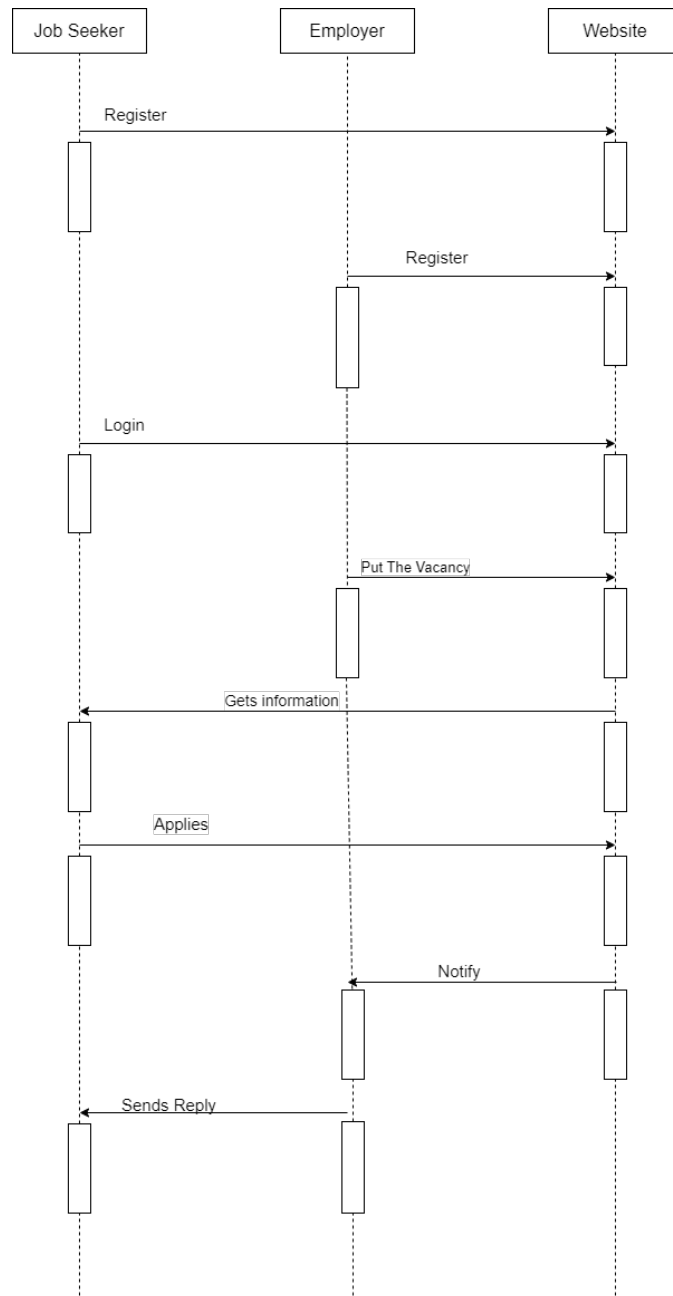 Job Seeker
Employer
Website
Register
Register
Login
Put The Vacancy
Gets information
Applies
Notify
Sends Reply